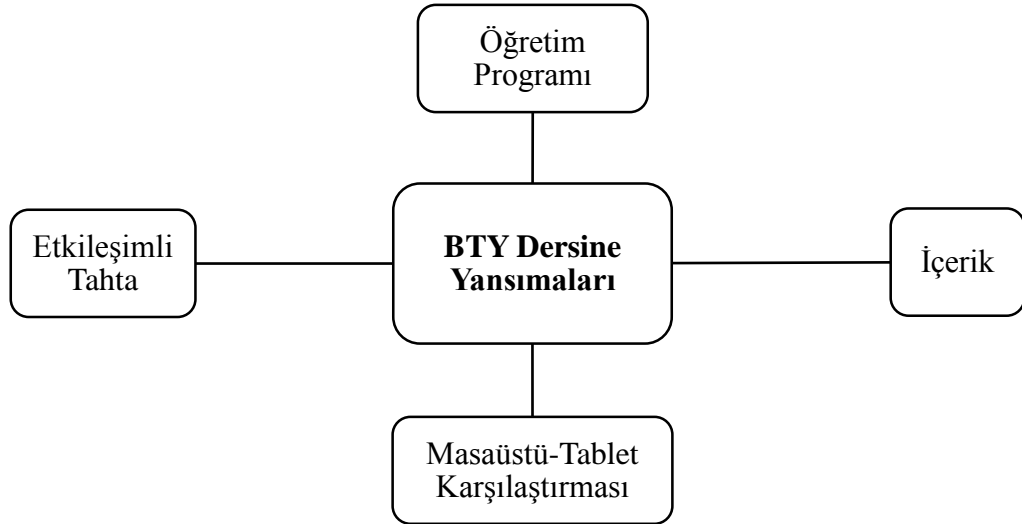 Öğretim
Programı
Etkileşimli
Tahta
BTY Dersine
Yansımaları
İçerik
Masaüstü-Tablet
Karşılaştırması